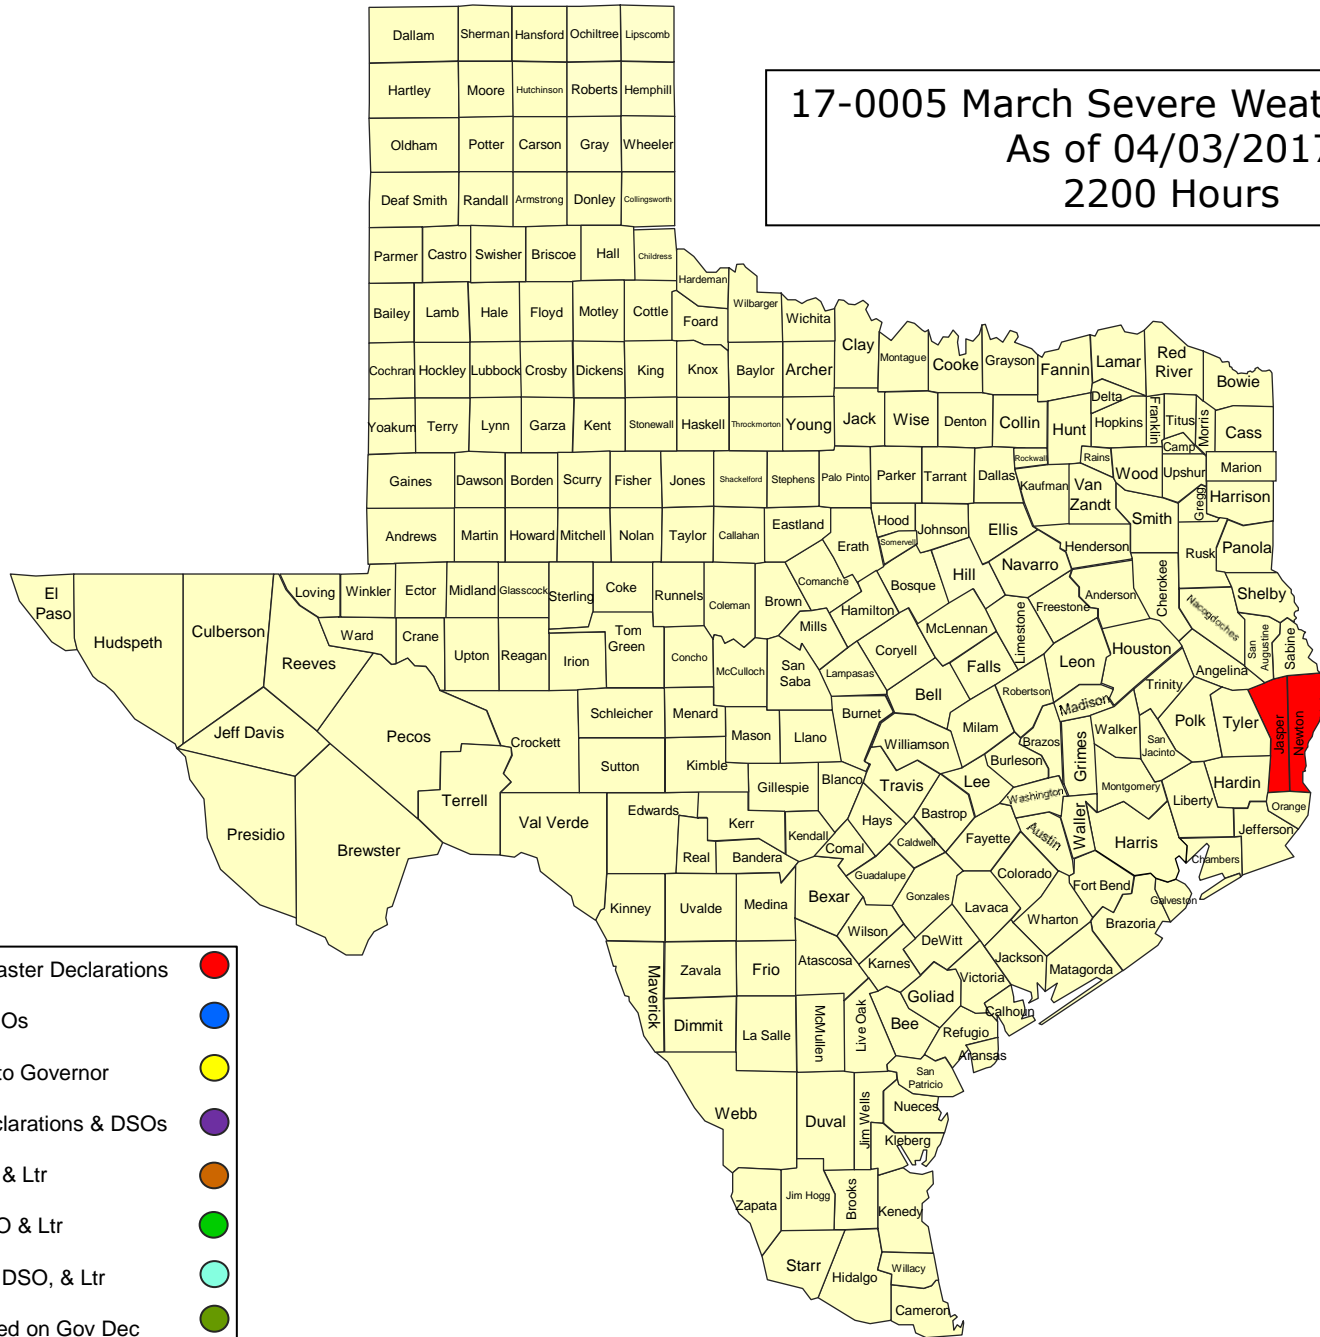 Dallam Sherman Hansford Ochiltree Lipscomb
Hartley Moore Hutchinson Roberts Hemphill
17-0005 March Severe Weat
As of 04/03/2017
2200 Hours
Oldham Potter Carson Gray Wheeler
Deaf Smith Randall Armstrong Donley Collingsworth
Parmer Castro Swisher Briscoe Hall Childress
Hardeman
Wilbarger
Bailey Lamb Hale Floyd Motley Cottle Foard Wichita
Clay Montague Cooke Grayson Fannin Lamar Red
River
Bowie
Cochran Hockley Lubbock Crosby Dickens King Knox Baylor Archer
Delta
Yoakum Terry Lynn Garza Kent Stonewall Haskell Throckmorton Young Jack Wise Denton Collin Hunt Hopkins Franklin Titus Morris Cass
Camp
Rockwall Rains
Gaines Dawson Borden Scurry Fisher Jones Shackelford Stephens Palo Pinto Parker Tarrant Dallas Kaufman Van
Zandt
Wood Upshur Marion
Gregg Harrison
Andrews Martin Howard Mitchell Nolan Taylor Callahan Eastland Erath Hood Somervell Johnson Ellis Henderson Smith Rusk Panola
El
Paso
Hudspeth Culberson Loving Winkler Ector Midland Glasscock Sterling Coke Runnels Coleman Brown Comanche Hamilton Bosque Hill Navarro Freestone Anderson Cherokee Nacogdoches Shelby
Reeves Ward Crane Upton Reagan Irion Tom
Green
Concho McCulloch San
Saba
Mills Lampasas Coryell McLennan Limestone Falls Leon Houston Angelina San
Augustine
Sabine
Jeff Davis Pecos Crockett Schleicher Menard Mason Llano Burnet Bell Milam Robertson Madison Trinity Walker San
Jacinto
Polk Tyler Jasper Newton
Presidio Brewster Terrell Val Verde Sutton Kimble Gillespie Blanco Travis Williamson Lee Burleson Brazos Grimes Washington Montgomery Liberty Hardin Orange
Edwards Kerr Real Bandera Kendall Comal Hays Caldwell Bastrop Fayette Austin Waller Harris Chambers Jefferson
Kinney Uvalde Medina Bexar Guadalupe Gonzales Lavaca Colorado Fort Bend Galveston
Wharton Brazoria
Wilson DeWitt
Maverick Zavala Frio Atascosa Karnes Victoria Jackson Matagorda
Goliad Calhoun
Dimmit La Salle McMullen Live Oak Bee Refugio
Aransas
San
Patricio
Webb Duval Jim Wells Nueces
Kleberg
Zapata Jim Hogg Brooks Kenedy
Starr Hidalgo Willacy
Cameron
aster Declarations
Os
to Governor
clarations & DSOs
& Ltr
O & Ltr
DSO, & Ltr
ed on Gov Dec